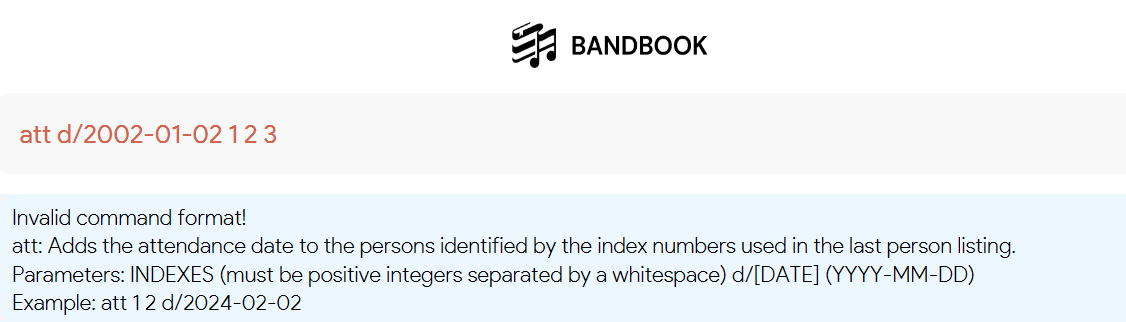 BANDBOOK
att d/2002-01-02 1 2 3
Invalid command format!
att: Adds the attendance date to the persons identified by the index numbers used in the last person listing.
Parameters: INDEXES (must be positive integers separated by a whitespace) d/[DATE] (YYYY-MM-DD)
Example: att 1 2 d/2024-02-02